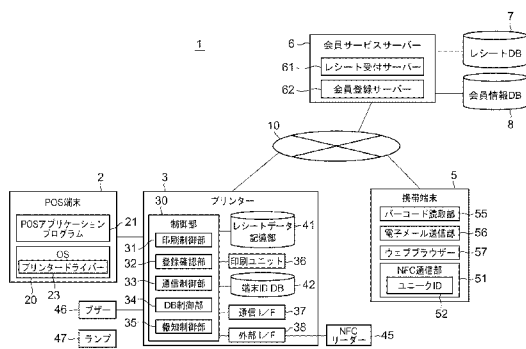 1
7
レシートDB
6
会員サービスサーバー
61
レシート受付サーバー
62
会員登録サーバー
会員情報DB
8
10
2
POS端末
21
POSアプリケーション
プログラム
OS
プリンタードライバー
20
23
46
ブザー
47
ランプ
3
プリンター
30
制御部
31
印刷制御部
32
登録確認部
33
通信制御部
34
DB制御部
35
報知制御部
レシートデータ
記憶部
41
印刷ユニット
36
端末ID DB
42
通信 I/F
37
外部 I/F
38
NFC
リーダー
45
5
携帯端末
バーコード読取部
55
電子メール送信部
56
ウェブブラウザー
57
NFC通信部
51
ユニークID
52